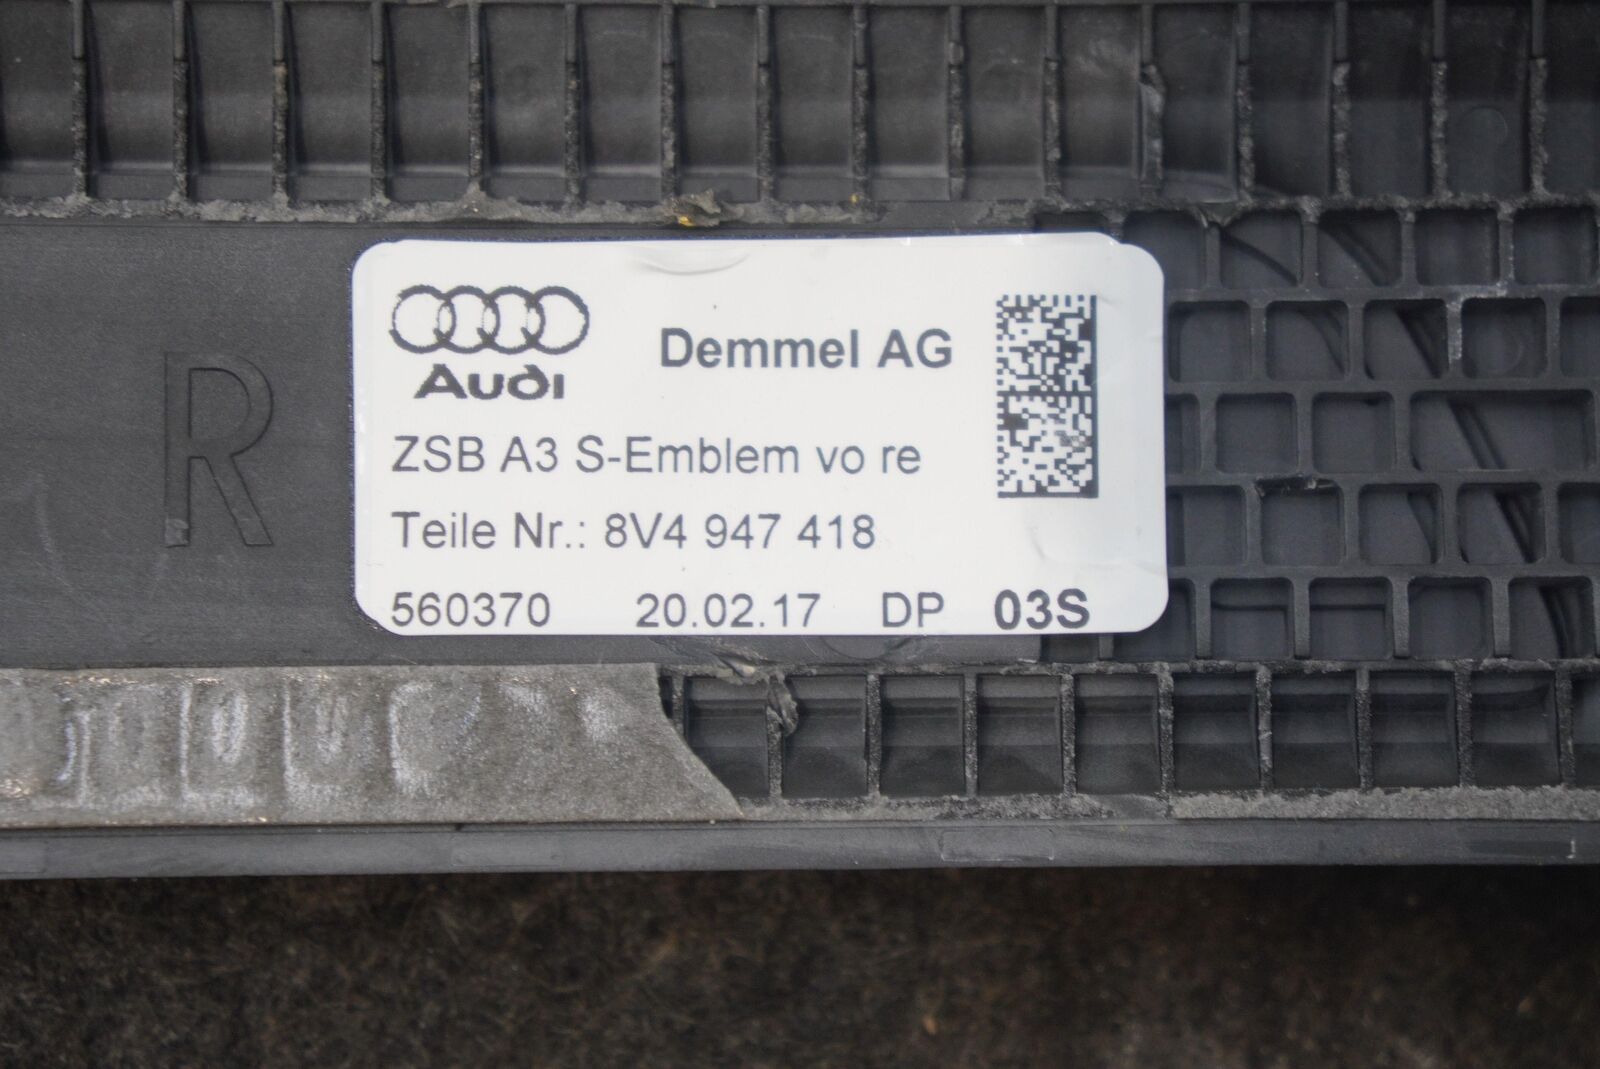 R
Audi
Demmel AG
ZSB A3 S-Emblem vo re
Teile Nr.: 8V4 947 418
560370 20.02.17 DP 03S